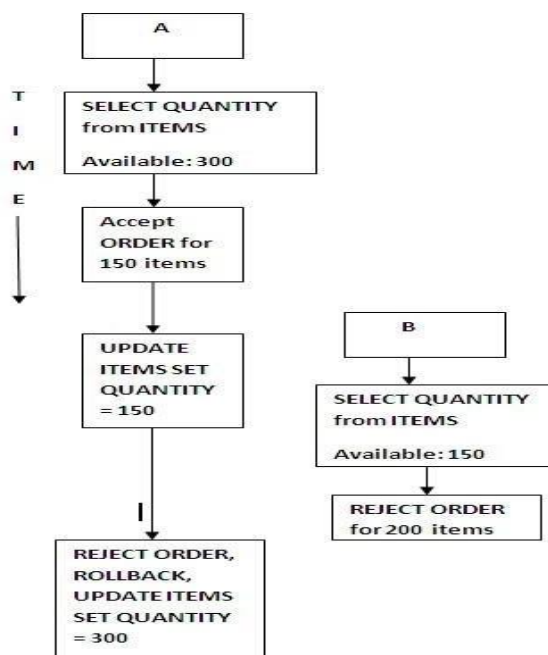 A
T
I
M
E
SELECT QUANTITY
from ITEMS
Available: 300
Accept
ORDER for
150 items
UPDATE
ITEMS SET
QUANTITY
= 150
B
SELECT QUANTITY
from ITEMS
Available: 150
REJECT ORDER
for 200 items
REJECT ORDER,
ROLLBACK,
UPDATE ITEMS
SET QUANTITY
= 300